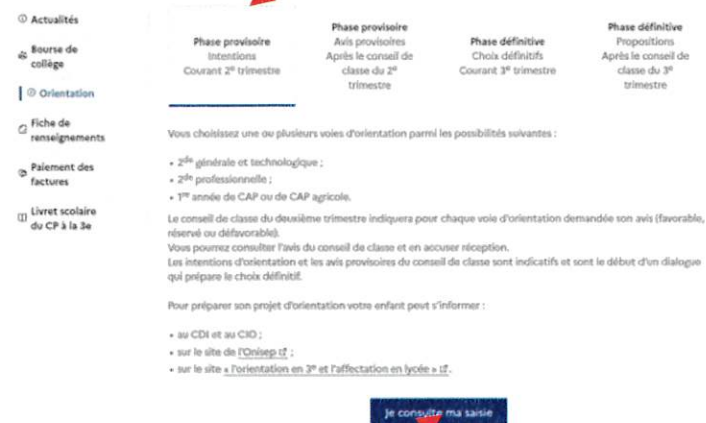 Actualités
Bourse de
collège
Orientation
Fiche de
renseignements
Paiement des
factures
Livret scolaire
du CP à la 3e
Phase provisoire
Intentions
Courant 2e trimestre
Phase provisoire
Avis provisoires
Après le conseil de
classe du 2e
trimestre
Phase définitive
Choix définitifs
Courant 3e trimestre
Phase définitive
Propositions
Après le conseil de
classe du 3e
trimestre
Vous choisissez une ou plusieurs voies d'orientation parmi les possibilités suivantes :
• 2de générale et technologique ;
• 2de professionnelle ;
• 1re année de CAP ou de CAP agricole.
Le conseil de classe du deuxième trimestre indiquera pour chaque voie d'orientation demandée son avis (favorable,
réservé ou défavorable).
Vous pourrez consulter l'avis du conseil de classe et en accuser réception.
Les intentions d'orientation et les avis provisoires du conseil de classe sont indicatifs et sont le début d'un dialogue
qui prépare le choix définitif.
Pour préparer son projet d'orientation votre enfant peut s'informer :
• au CDI et au CIO ;
• sur le site de l'Onisep ;
• sur le site « l'orientation en 3e et l'affectation en lycée ».
Je consulte ma saisie